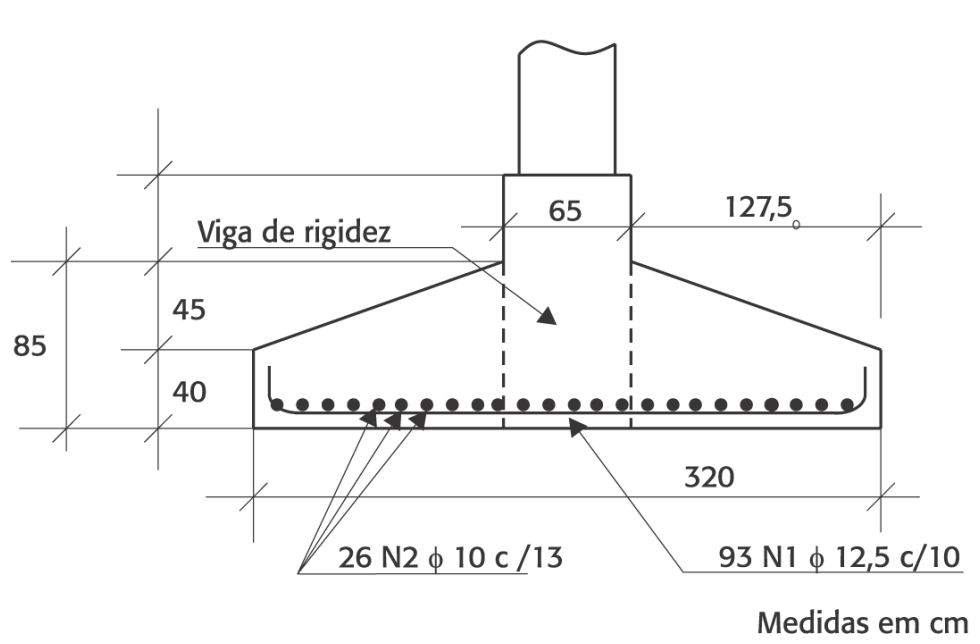 65
127,5
Viga de rigidez
45
85
40
320
26 N2 ϕ 10 c /13
93 N1 ϕ 12,5 c/10
Medidas em cm